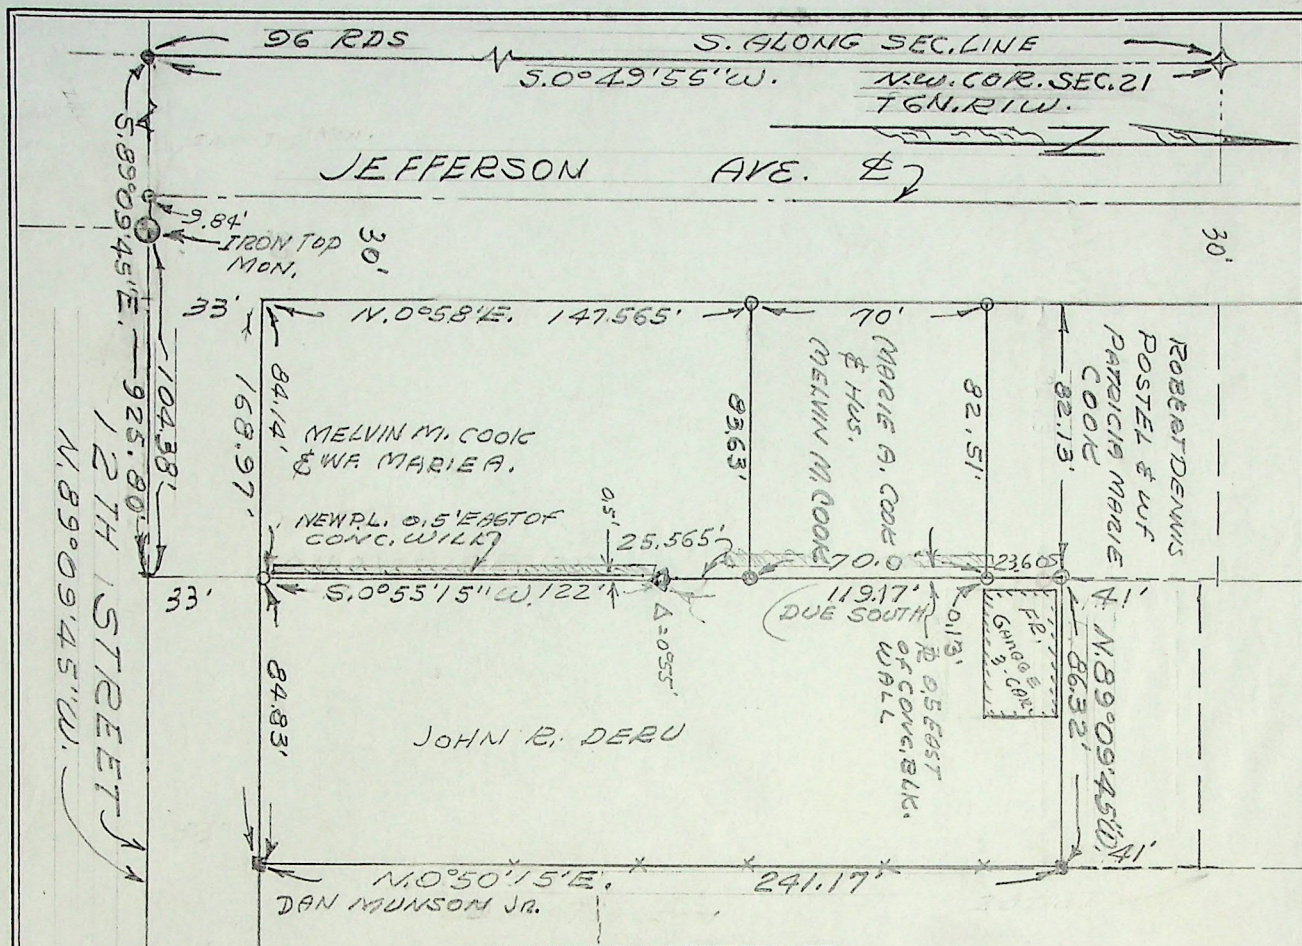 96 RDS
S. ALONG SEC. LINE
S.0°49'55"W.
N.W. COR. SEC. 21
T6N. R1W.
JEFFERSON AVE. ℄
S.89°09'45"E. — 925.80'
9.84'
IRON TOP
MON.
30'
30'
104.38'
33'
N.0°58'E. 147.565'
70'
168.97'
84.14'
MELVIN M. COOK
& WF. MARIE A.
83.63'
MARIE A. COOK
& HUS.
MELVIN M. COOK
82.51'
82.13'
ROBERT DENNIS
POSTEL & WF
PATRICIA MARIE
COOK
NEW P.L. 0.5' EAST OF
CONC. WALK
0.5'
25.565'
70.0
23.60
33'
S.0°55'15"W. 122'
119.17'
(DUE SOUTH
Δ=0°55'
0.13'
℄ 0.5 EAST
OF CONC. BLK.
WALL
FR.
GARAGE
3 CAR
41'
N.89°09'45"W.
86.32'
12TH STREET
N.89°09'45"W.
84.83'
JOHN R. DERU
41'
N.0°50'15"E.
241.17'
DAN MUNSON JR.